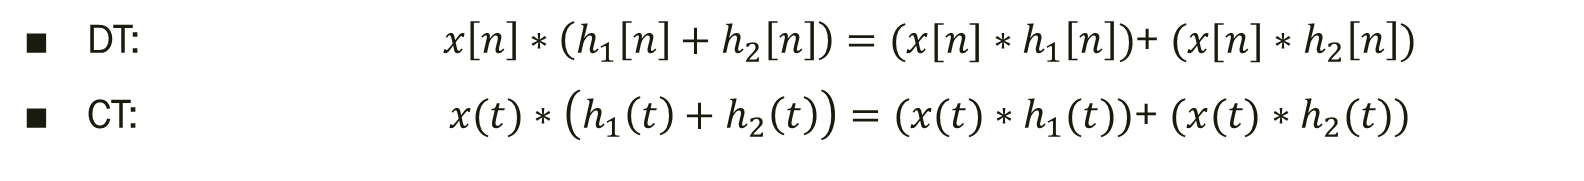 ■ DT: x[n] ∗ (h₁[n] + h₂[n]) = (x[n] ∗ h₁[n])+ (x[n] ∗ h₂[n])
■ CT: x(t) ∗ (h₁(t) + h₂(t)) = (x(t) ∗ h₁(t))+ (x(t) ∗ h₂(t))